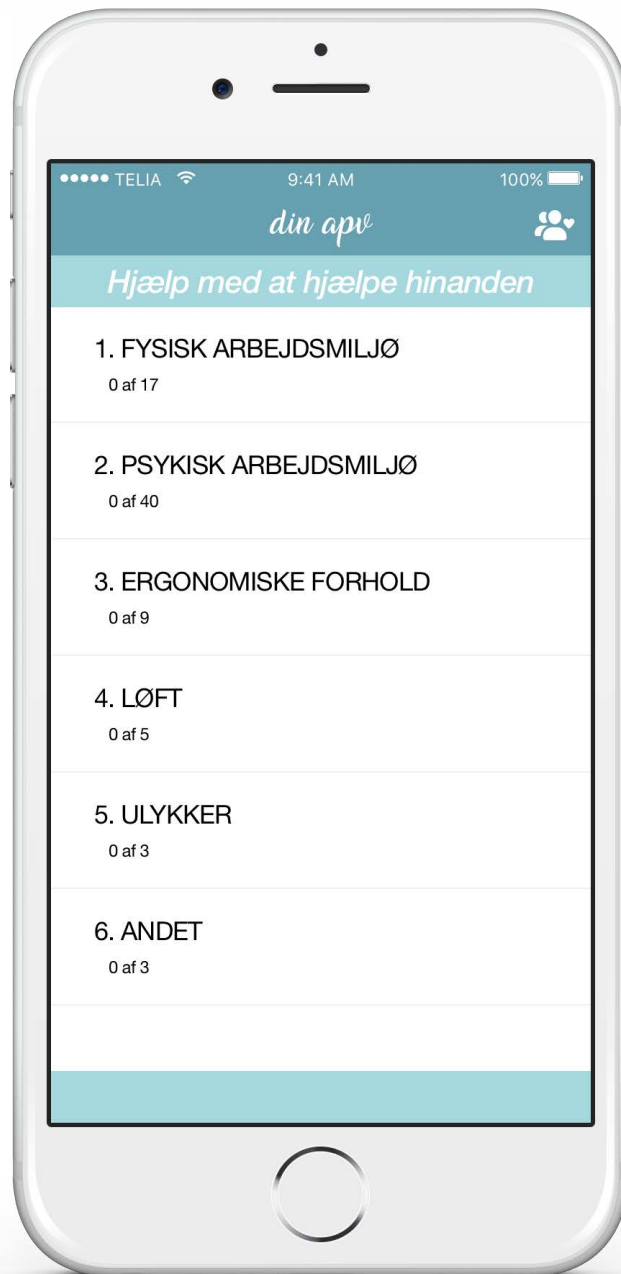 TELIA 9:41 AM 100%
din apv
Hjælp med at hjælpe hinanden
1. FYSISK ARBEJDSMILJØ
0 af 17
2. PSYKISK ARBEJDSMILJØ
0 af 40
3. ERGONOMISKE FORHOLD
0 af 9
4. LØFT
0 af 5
5. ULYKKER
0 af 3
6. ANDET
0 af 3